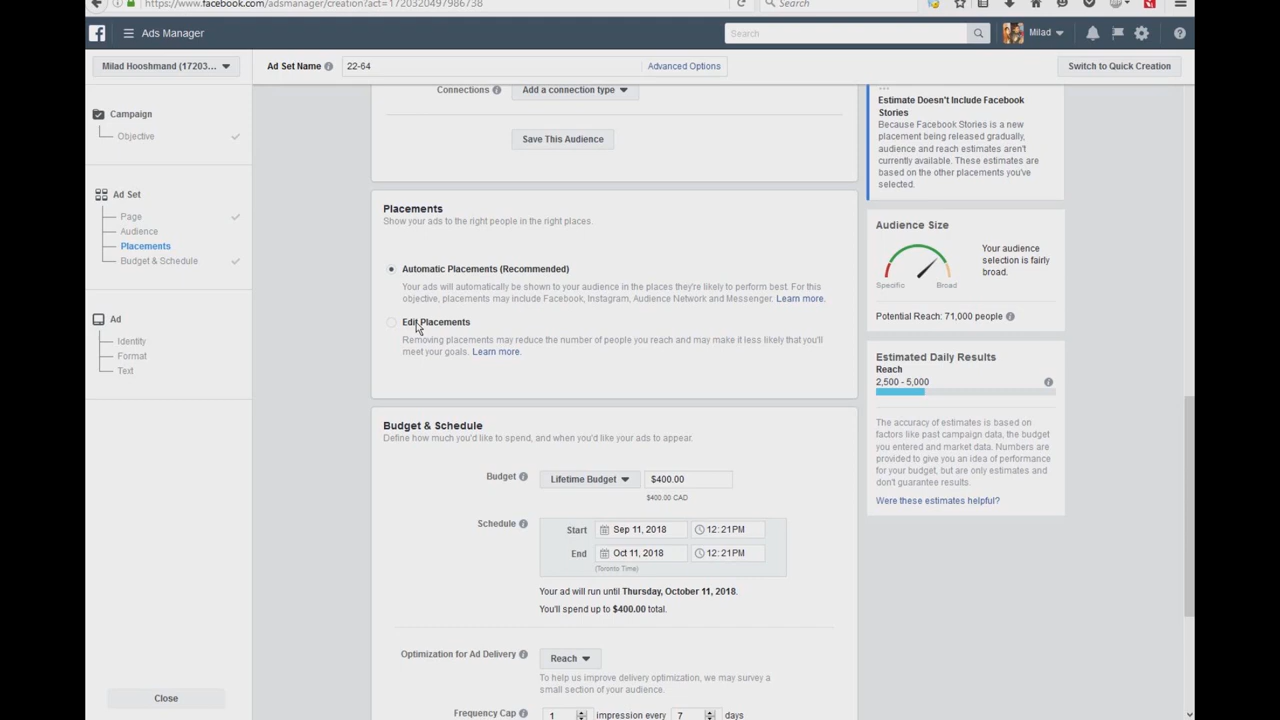 https://www.facebook.com/adsmanager/creation?act=1720320497986738
Search
Ads Manager
Search
Milad
Milad Hooshmand (17203...
Ad Set Name
22-64
Advanced Options
Switch to Quick Creation
Campaign
Objective
Ad Set
Page
Audience
Placements
Budget & Schedule
Ad
Identity
Format
Text
Close
Connections
Add a connection type
Save This Audience
Placements
Show your ads to the right people in the right places.
Automatic Placements (Recommended)
Your ads will automatically be shown to your audience in the places they're likely to perform best. For this
objective, placements may include Facebook, Instagram, Audience Network and Messenger. Learn more.
Edit Placements
Removing placements may reduce the number of people you reach and may make it less likely that you'll
meet your goals. Learn more.
Budget & Schedule
Define how much you'd like to spend, and when you'd like your ads to appear.
Budget
Lifetime Budget
$400.00
$400.00 CAD
Schedule
Start
Sep 11, 2018
12:21PM
End
Oct 11, 2018
12:21PM
(Toronto Time)
Your ad will run until Thursday, October 11, 2018.
You'll spend up to $400.00 total.
Optimization for Ad Delivery
Reach
To help us improve delivery optimization, we may survey a
small section of your audience.
Frequency Cap
1
impression every
7
days
Estimate Doesn't Include Facebook
Stories
Because Facebook Stories is a new
placement being released gradually,
audience and reach estimates aren't
currently available. These estimates are
based on the other placements you've
selected.
Audience Size
Specific
Broad
Your audience
selection is fairly
broad.
Potential Reach: 71,000 people
Estimated Daily Results
Reach
2,500 - 5,000
The accuracy of estimates is based on
factors like past campaign data, the budget
you entered and market data. Numbers are
provided to give you an idea of performance
for your budget, but are only estimates and
don't guarantee results.
Were these estimates helpful?